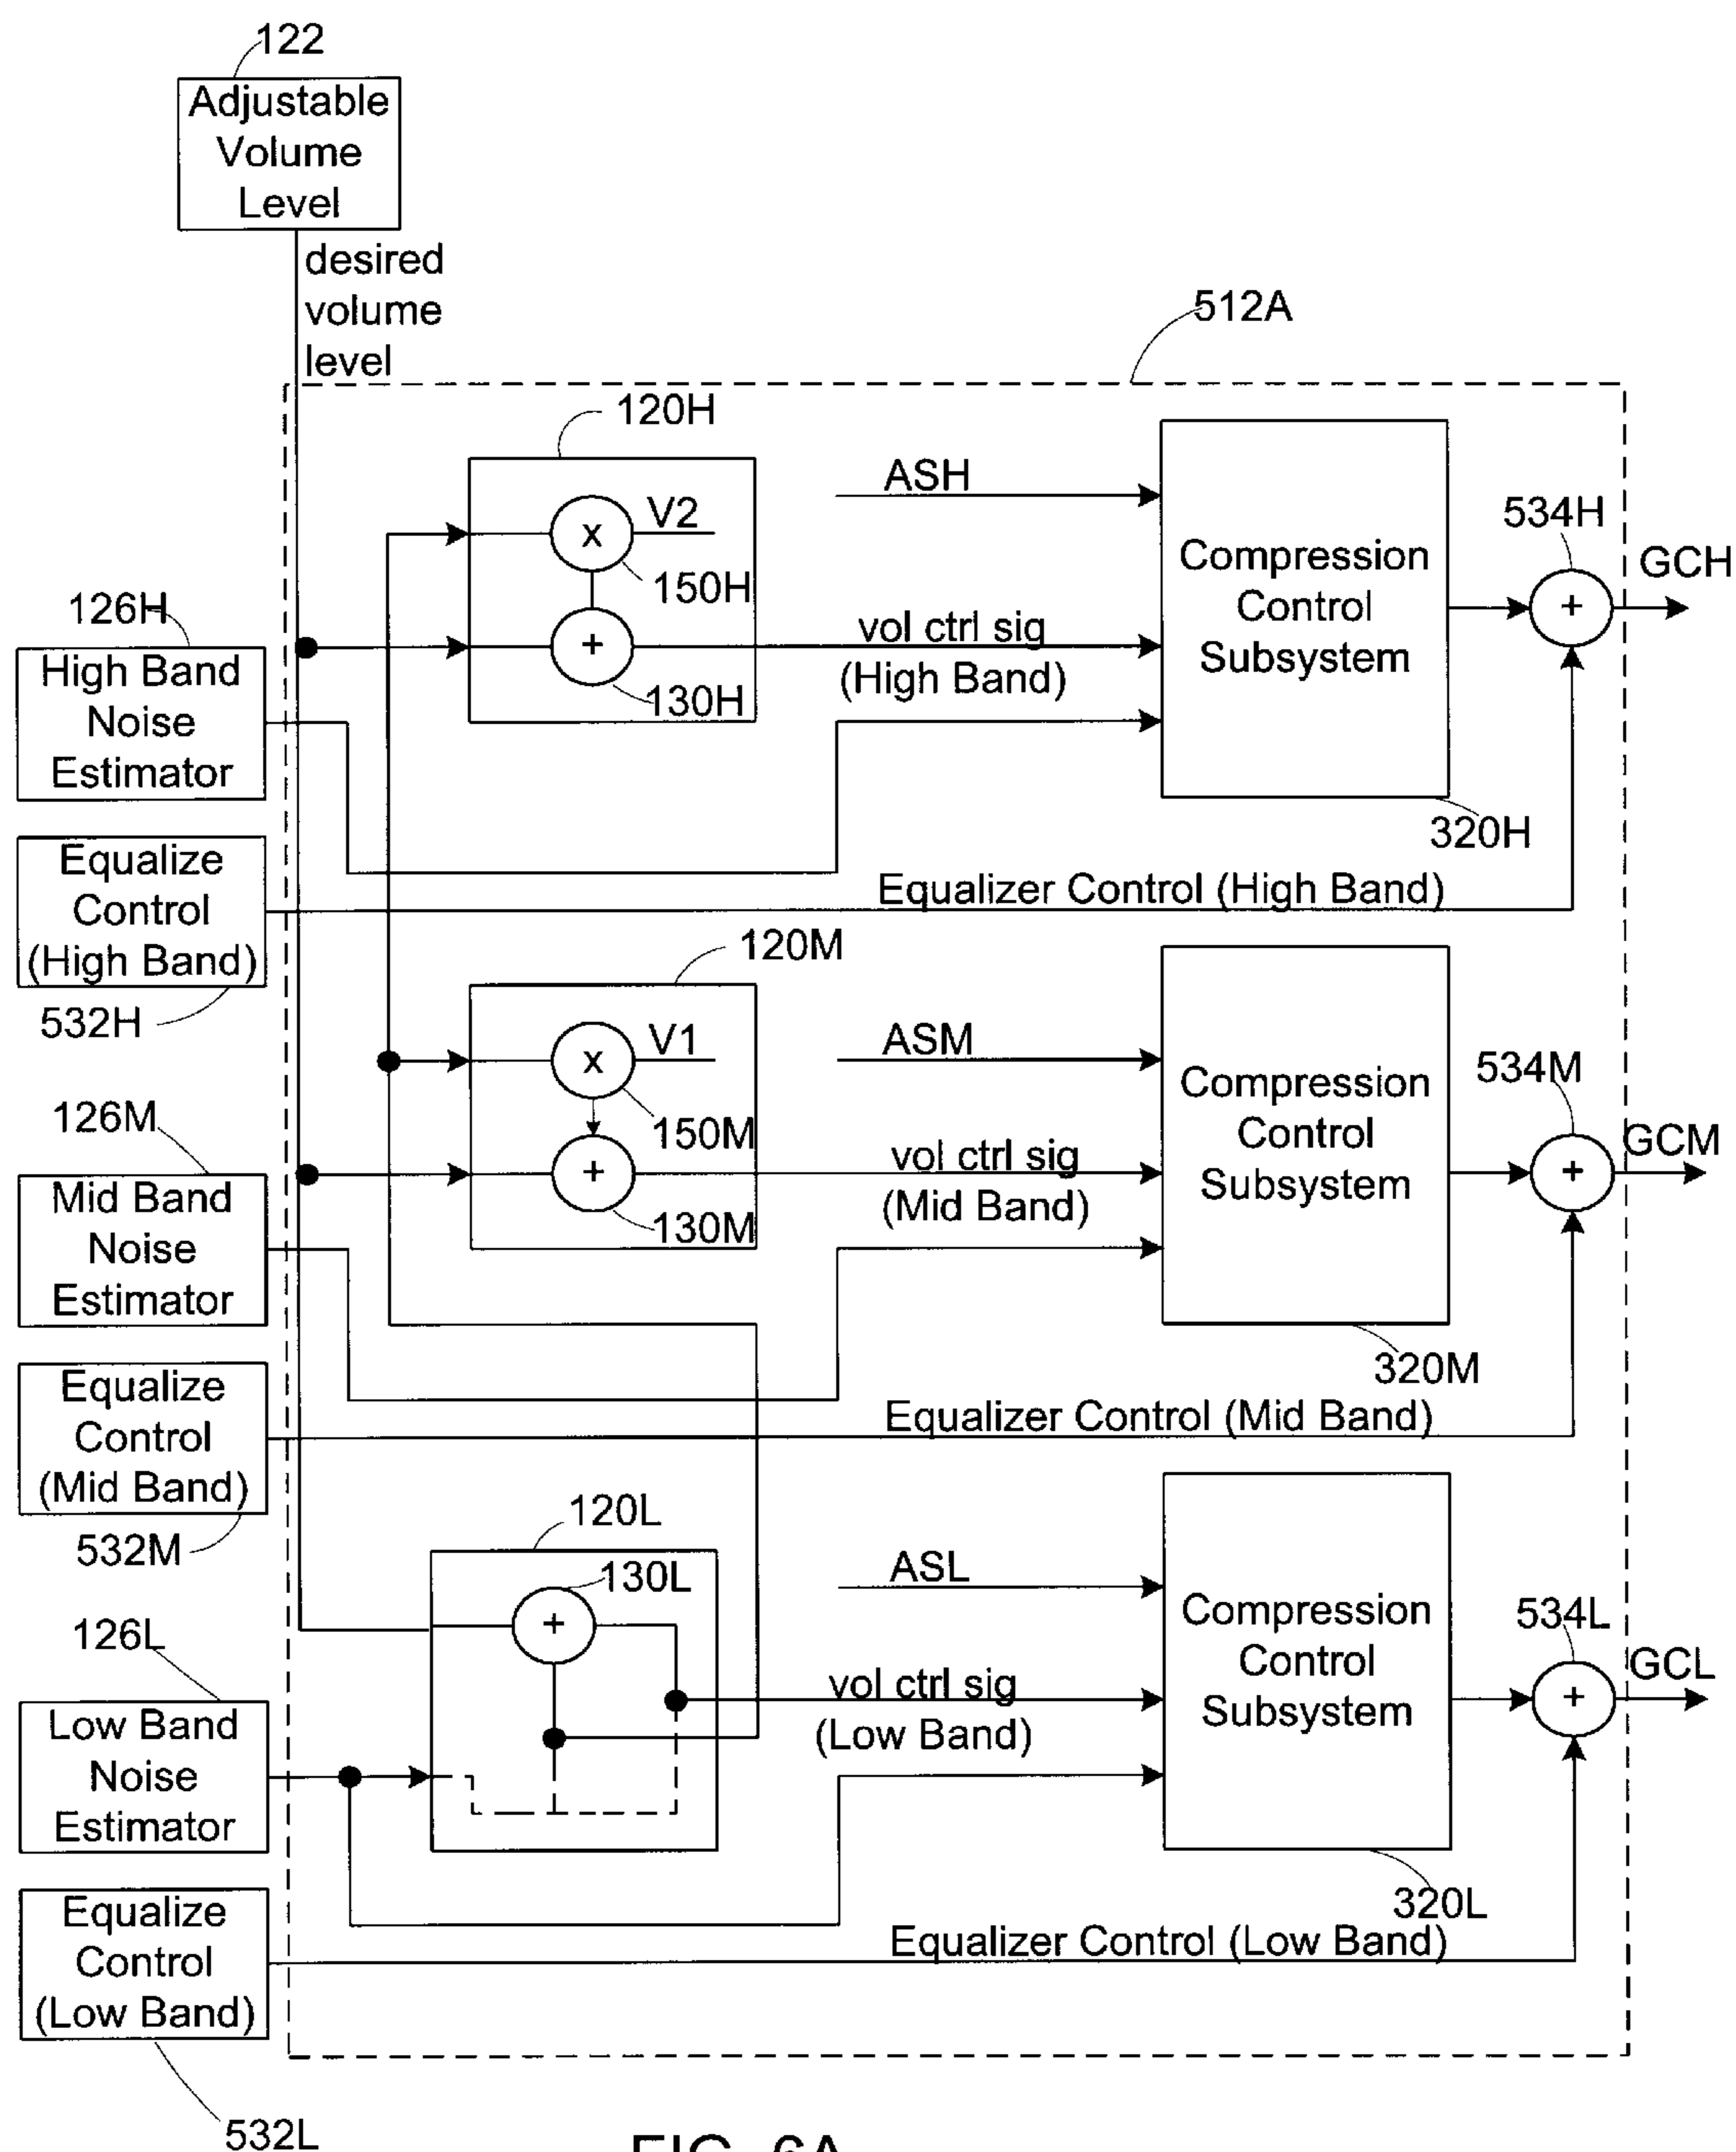 122
Adjustable
Volume
Level
desired
volume
level
512A
120H
ASH
V2
x
150H
+
130H
vol ctrl sig
(High Band)
Compression
Control
Subsystem
320H
534H
+
GCH
126H
High Band
Noise
Estimator
Equalize
Control
(High Band)
532H
Equalizer Control (High Band)
120M
ASM
V1
x
150M
+
130M
vol ctrl sig
(Mid Band)
Compression
Control
Subsystem
320M
534M
+
GCM
126M
Mid Band
Noise
Estimator
Equalize
Control
(Mid Band)
532M
Equalizer Control (Mid Band)
120L
130L
+
ASL
vol ctrl sig
(Low Band)
Compression
Control
Subsystem
320L
534L
+
GCL
126L
Low Band
Noise
Estimator
Equalize
Control
(Low Band)
532L
Equalizer Control (Low Band)
FIG. 6A